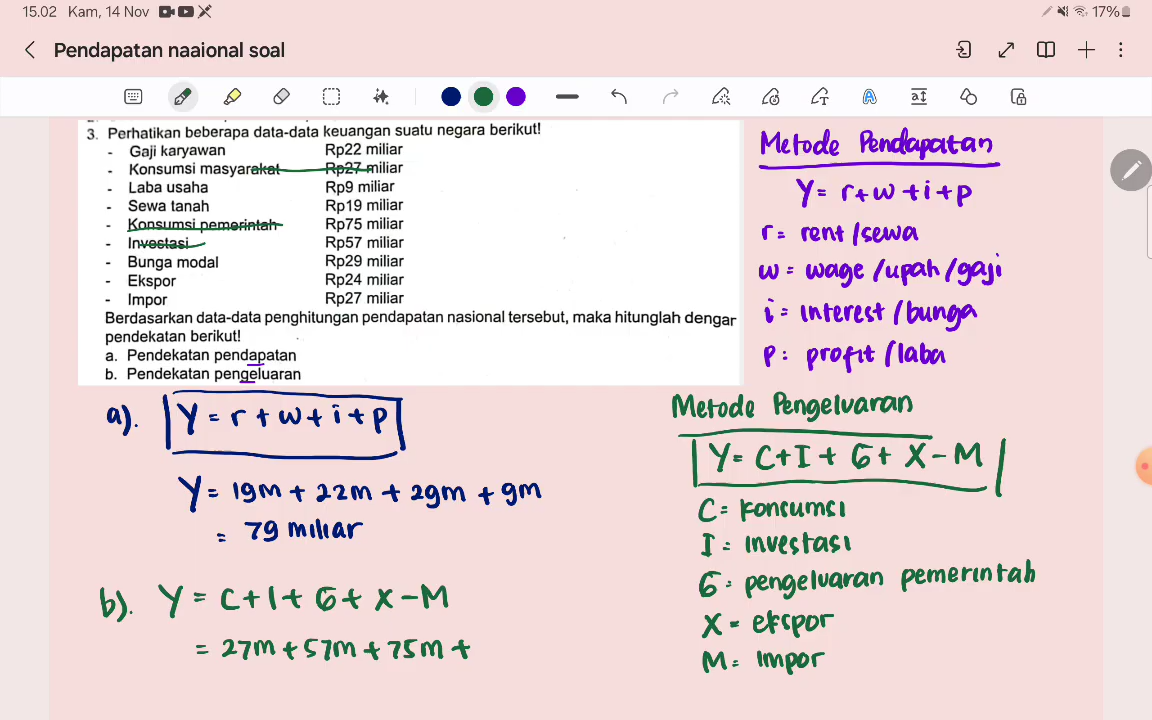 15.02 Kam, 14 Nov
17%
Pendapatan naaional soal
3. Perhatikan beberapa data-data keuangan suatu negara berikut!
- Gaji karyawan Rp22 miliar
- Konsumsi masyarakat Rp27 miliar
- Laba usaha Rp9 miliar
- Sewa tanah Rp19 miliar
- Konsumsi pemerintah Rp75 miliar
- Investasi Rp57 miliar
- Bunga modal Rp29 miliar
- Ekspor Rp24 miliar
- Impor Rp27 miliar
Berdasarkan data-data penghitungan pendapatan nasional tersebut, maka hitunglah dengar
pendekatan berikut!
a. Pendekatan pendapatan
b. Pendekatan pengeluaran
Metode Pendapatan
Y = r + w + i + p
r = rent / sewa
w = wage / upah / gaji
i = interest / bunga
p : profit / laba
a). Y = r + w + i + p
Y = 19m + 22m + 29m + 9m
= 79 miliar
b). Y = C + I + G + X - M
= 27m + 57m + 75m +
Metode Pengeluaran
Y = C + I + G + X - M
C = konsumsi
I = investasi
G = pengeluaran pemerintah
X = ekspor
M = Impor